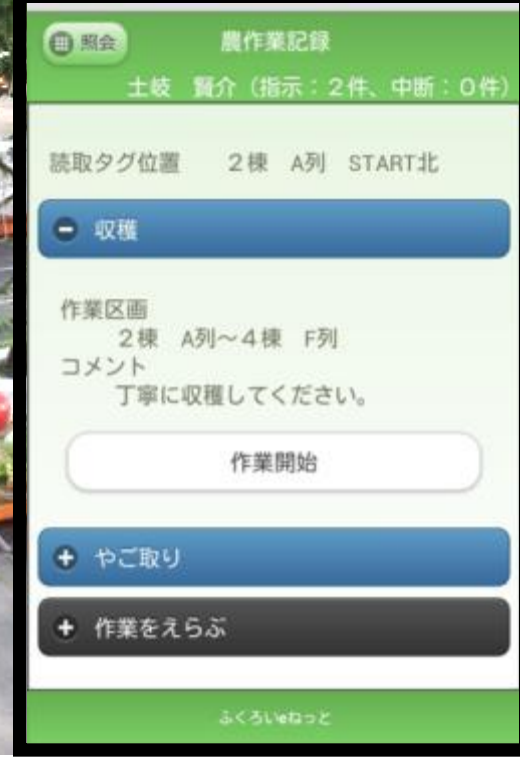 照会
農作業記録
土岐 賢介（指示：２件、中断：０件）
読取タグ位置 ２棟 A列 START北
収穫
作業区画
２棟 A列～４棟 F列
コメント
丁寧に収穫してください。
作業開始
やご取り
作業をえらぶ
ふくろいeねっと